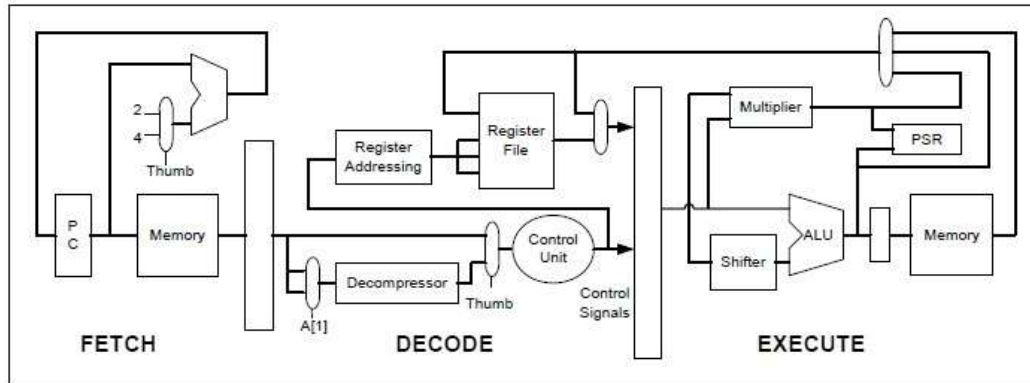 2
4
Thumb
P
C
Memory
Register
Addressing
Register
File
A[1]
Decompressor
Thumb
Control
Unit
Control
Signals
Multiplier
PSR
ALU
Shifter
Memory
FETCH
DECODE
EXECUTE